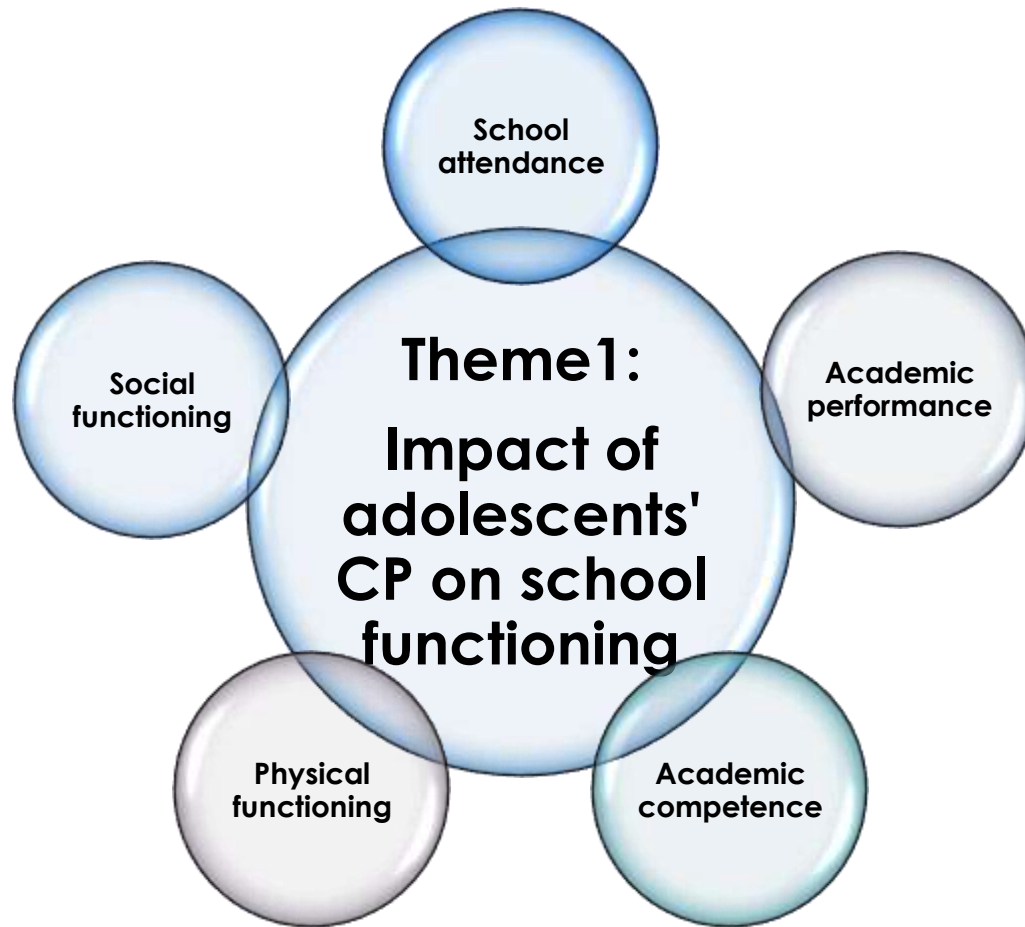 School
attendance
Theme1:
Impact of
adolescents'
CP on school
functioning
Academic
performance
Academic
competence
Physical
functioning
Social
functioning